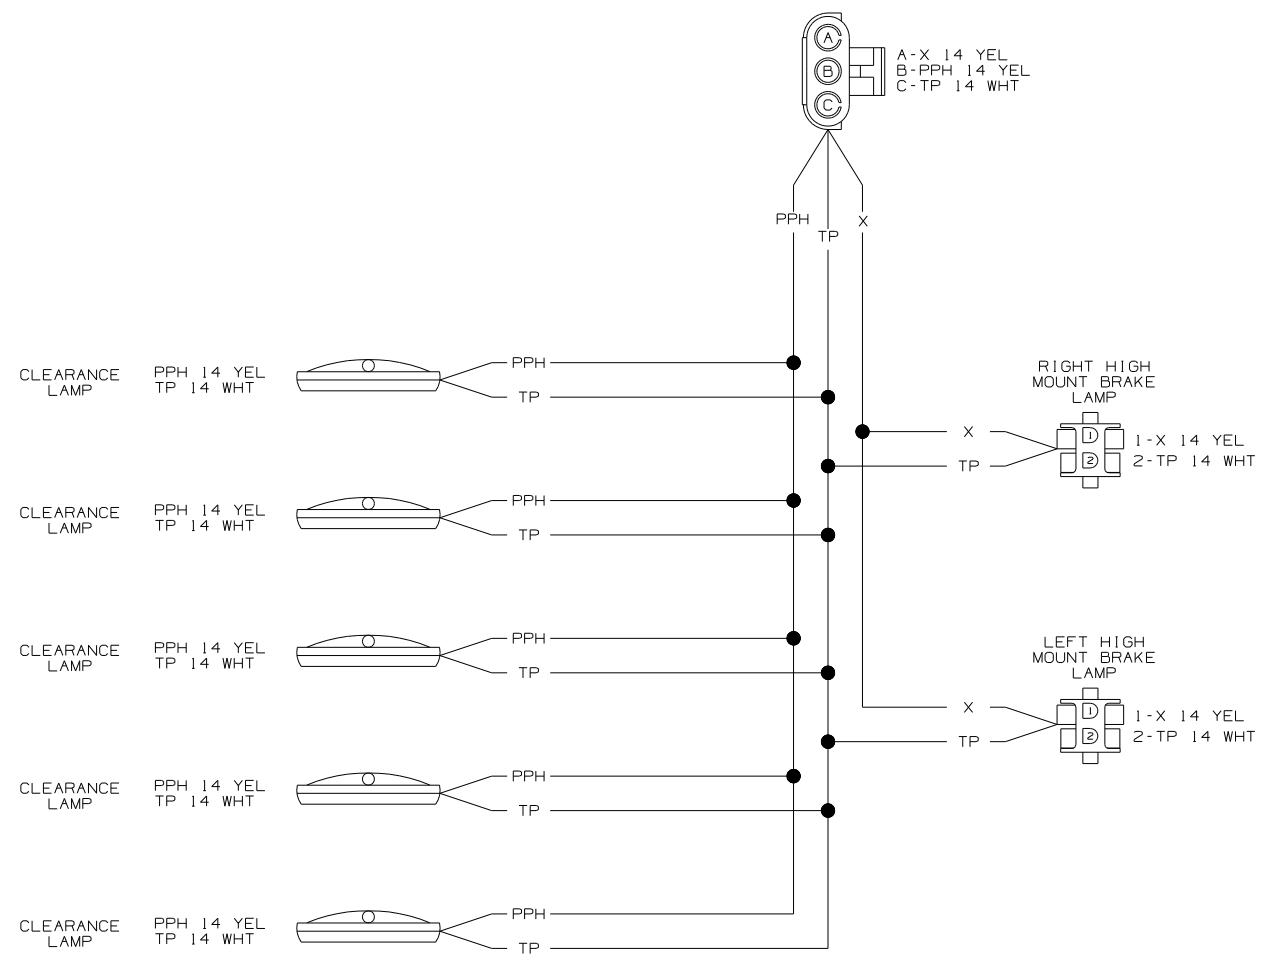 A
B
C
A-X 14 YEL
B-PPH 14 YEL
C-TP 14 WHT
PPH
TP
X
CLEARANCE
LAMP
PPH 14 YEL
TP 14 WHT
PPH
TP
RIGHT HIGH
MOUNT BRAKE
LAMP
X
TP
1
2
1-X 14 YEL
2-TP 14 WHT
CLEARANCE
LAMP
PPH 14 YEL
TP 14 WHT
PPH
TP
CLEARANCE
LAMP
PPH 14 YEL
TP 14 WHT
PPH
TP
LEFT HIGH
MOUNT BRAKE
LAMP
X
TP
1
2
1-X 14 YEL
2-TP 14 WHT
CLEARANCE
LAMP
PPH 14 YEL
TP 14 WHT
PPH
TP
CLEARANCE
LAMP
PPH 14 YEL
TP 14 WHT
PPH
TP